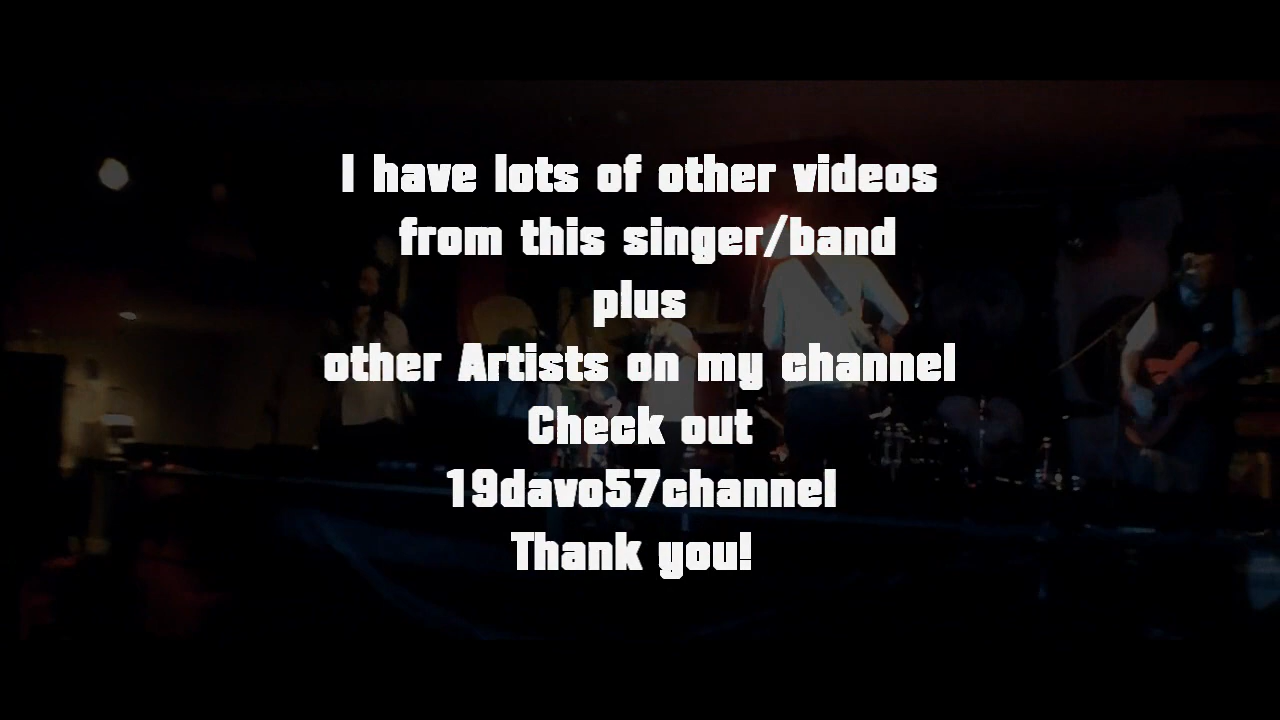 I have lots of other videos
from this singer/band
plus
other Artists on my channel
Check out
19davo57channel
Thank you!